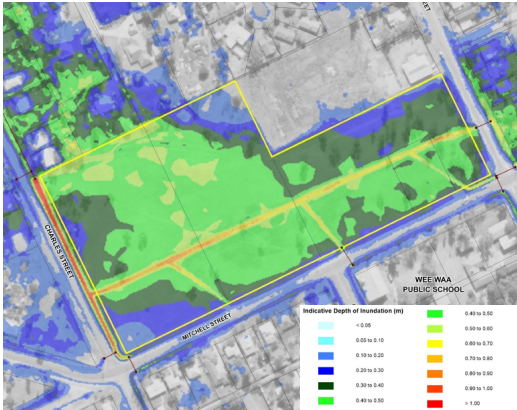 CHARLES STREET
MITCHELL STREET
WEE WAA
PUBLIC SCHOOL
Indicative Depth of Inundation (m)
< 0.05
0.05 to 0.10
0.10 to 0.20
0.20 to 0.30
0.30 to 0.40
0.40 to 0.50
0.40 to 0.50
0.50 to 0.60
0.60 to 0.70
0.70 to 0.80
0.80 to 0.90
0.90 to 1.00
> 1.00